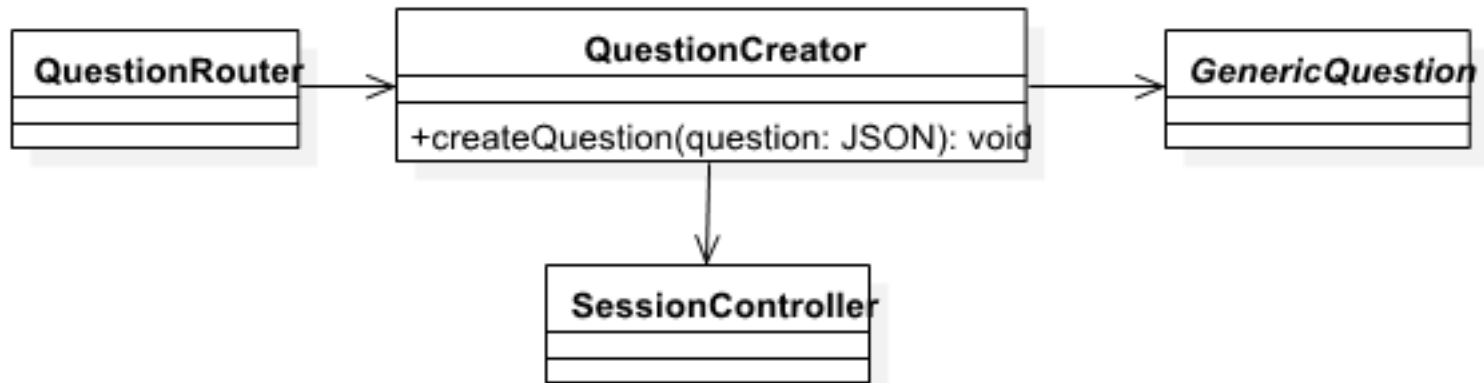 QuestionRouter
QuestionCreator
+createQuestion(question: JSON): void
GenericQuestion
SessionController